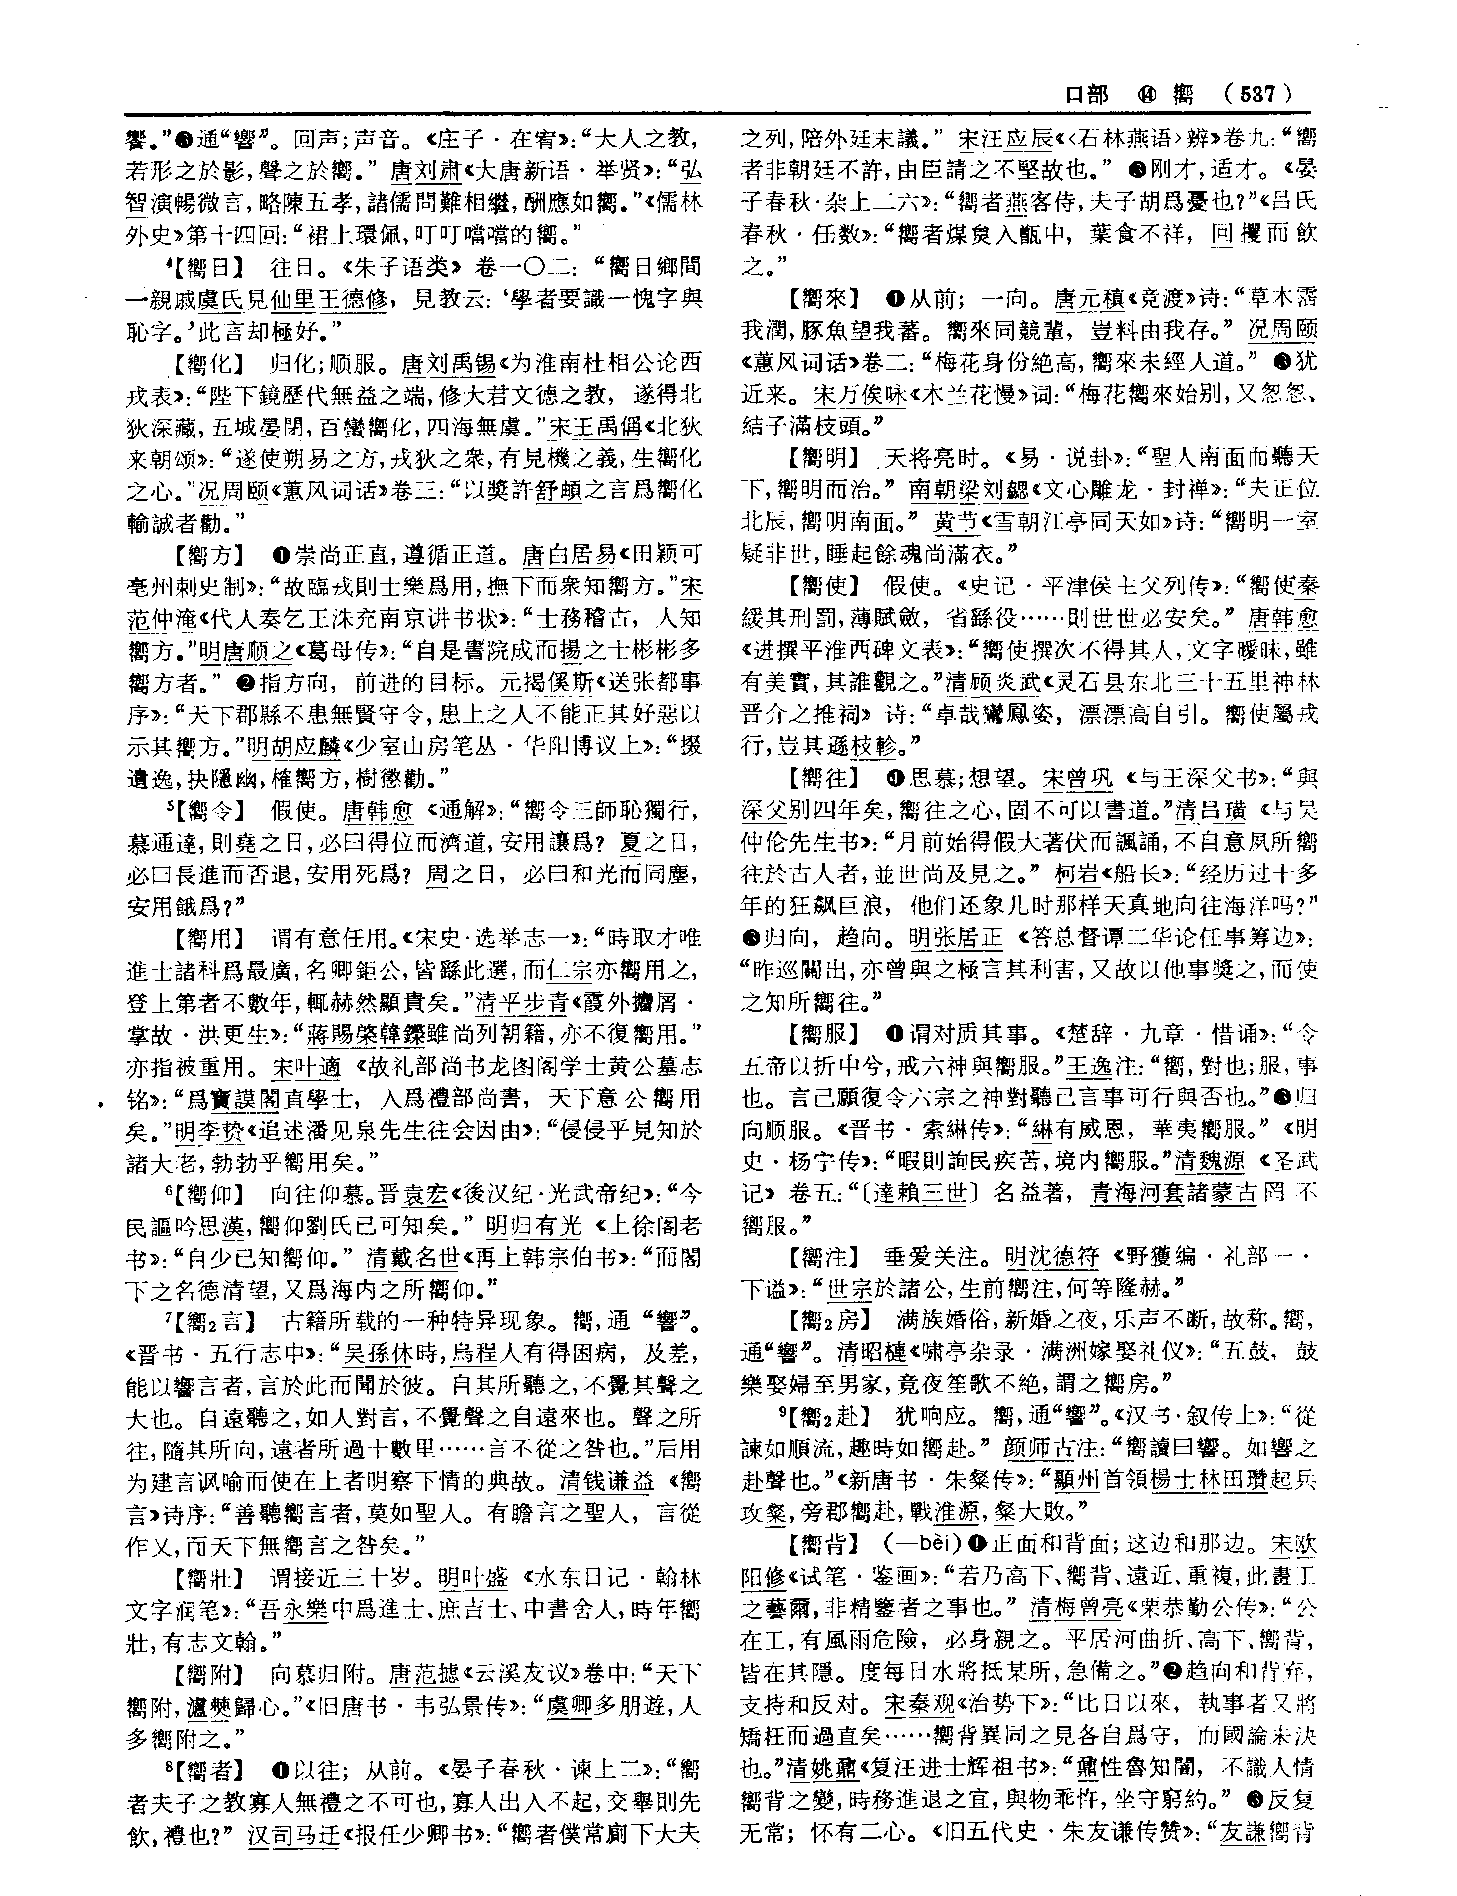 口部 ⑭ 嚮 （537）
響。”❸通“響”。回声；声音。《庄子·在宥》：“大人之教，
若形之於影，聲之於嚮。” 唐刘肃《大唐新语·举贤》：“弘
智演暢微言，略陳五孝，諸儒問難相繼，酬應如嚮。”《儒林
外史》第十四回：“裙上環佩，叮叮噹噹的嚮。”
4【嚮日】 往日。《朱子语类》卷一〇二：“嚮日鄉間
一親戚虞氏見仙里王德修，見教云：‘學者要識一愧字與
恥字。’此言却極好。”
【嚮化】 归化；顺服。唐刘禹锡《为淮南杜相公论西
戎表》：“陛下鏡歷代無益之端，修大君文德之教，遂得北
狄深藏，五城晏閉，百蠻嚮化，四海無虞。”宋王禹偁《北狄
来朝颂》：“遂使朔易之方，戎狄之衆，有見機之義，生嚮化
之心。”况周颐《蕙风词话》卷三：“以獎許舒頔之言爲嚮化
輸誠者勸。”
【嚮方】 ❶崇尚正直，遵循正道。唐白居易《田颖可
亳州刺史制》：“故臨戎則士樂爲用，撫下而衆知嚮方。”宋
范仲淹《代人奏乞王洙充南京讲书状》：“士務稽古，人知
嚮方。”明唐顺之《葛母传》：“自是書院成而揚之士彬彬多
嚮方者。” ❷指方向，前进的目标。元揭傒斯《送张都事
序》：“天下郡縣不患無賢守令，患上之人不能正其好惡以
示其嚮方。”明胡应麟《少室山房笔丛·华阳博议上》：“掇
遺逸，抉隱幽，榷嚮方，樹懲勸。”
5【嚮令】 假使。唐韩愈《通解》：“嚮令三師恥獨行，
慕通達，則堯之日，必曰得位而濟道，安用讓爲？夏之日，
必曰長進而否退，安用死爲？周之日，必曰和光而同塵，
安用餓爲？”
【嚮用】 谓有意任用。《宋史·选举志一》：“時取才唯
進士諸科爲最廣，名卿鉅公，皆繇此選，而仁宗亦嚮用之，
登上第者不數年，輒赫然顯貴矣。”清平步青《霞外攟屑·
掌故·洪更生》：“蔣賜棨韓鑅雖尚列朝籍，亦不復嚮用。”
亦指被重用。宋叶適《故礼部尚书龙图阁学士黄公墓志
铭》：“爲寶謨閣直學士，入爲禮部尚書，天下意公嚮用
矣。”明李贽《追述潘见泉先生往会因由》：“侵侵乎見知於
諸大老，勃勃乎嚮用矣。”
6【嚮仰】 向往仰慕。晋袁宏《後汉纪·光武帝纪》：“今
民謳吟思漢，嚮仰劉氏已可知矣。” 明归有光《上徐阁老
书》：“自少已知嚮仰。” 清戴名世《再上韩宗伯书》：“而閣
下之名德清望，又爲海内之所嚮仰。”
7【嚮2言】 古籍所载的一种特异现象。嚮，通“響”。
《晋书·五行志中》：“吴孫休時，烏程人有得困病，及差，
能以響言者，言於此而聞於彼。自其所聽之，不覺其聲之
大也。自遠聽之，如人對言，不覺聲之自遠來也。聲之所
往，隨其所向，遠者所過十數里……言不從之咎也。”后用
为建言讽喻而使在上者明察下情的典故。清钱谦益《嚮
言》诗序：“善聽嚮言者，莫如聖人。有瞻言之聖人，言從
作乂，而天下無嚮言之咎矣。”
【嚮壯】 谓接近三十岁。明叶盛《水东日记·翰林
文字润笔》：“吾永樂中爲進士、庶吉士、中書舍人，時年嚮
壯，有志文翰。”
【嚮附】 向慕归附。唐范摅《云溪友议》卷中：“天下
嚮附，瀘僰歸心。”《旧唐书·韦弘景传》：“虞卿多朋遊，人
多嚮附之。”
8【嚮者】 ❶以往；从前。《晏子春秋·谏上二》：“嚮
者夫子之教寡人無禮之不可也，寡人出入不起，交舉則先
飲，禮也？” 汉司马迁《报任少卿书》：“嚮者僕常廁下大夫
之列，陪外廷末議。” 宋汪应辰《〈石林燕语〉辨》卷九：“嚮
者非朝廷不許，由臣請之不堅故也。” ❷刚才，适才。《晏
子春秋·杂上二六》：“嚮者燕客侍，夫子胡爲憂也？”《吕氏
春秋·任数》：“嚮者煤炱入甑中，葉食不祥，回攫而飲
之。”
【嚮來】 ❶从前；一向。唐元稹《竞渡》诗：“草木霑
我潤，豚魚望我蕃。嚮來同競輩，豈料由我存。” 况周颐
《蕙风词话》卷二：“梅花身份絶高，嚮來未經人道。” ❷犹
近来。宋万俟咏《木兰花慢》词：“梅花嚮來始别，又怱怱、
結子滿枝頭。”
【嚮明】 天将亮时。《易·说卦》：“聖人南面而聽天
下，嚮明而治。” 南朝梁刘勰《文心雕龙·封禅》：“夫正位
北辰，嚮明南面。” 黄节《雪朝江亭同天如》诗：“嚮明一室
疑非世，睡起餘魂尚滿衣。”
【嚮使】 假使。《史记·平津侯主父列传》：“嚮使秦
缓其刑罰，薄賦斂，省繇役……則世世必安矣。” 唐韩愈
《进撰平淮西碑文表》：“嚮使撰次不得其人，文字曖昧，雖
有美實，其誰觀之。”清顾炎武《灵石县东北三十五里神林
晋介之推祠》诗：“卓哉鸞鳳姿，漂漂高自引。嚮使屬戎
行，豈其遜枝軫。”
【嚮往】 ❶思慕；想望。宋曾巩《与王深父书》：“與
深父别四年矣，嚮往之心，固不可以書道。”清吕璜《与吴
仲伦先生书》：“月前始得假大著伏而諷誦，不自意夙所嚮
往於古人者，並世尚及見之。” 柯岩《船长》：“经历过十多
年的狂飙巨浪，他们还象儿时那样天真地向往海洋吗？”
❷归向，趋向。明张居正《答总督谭二华论任事筹边》：
“昨巡關出，亦曾與之極言其利害，又故以他事獎之，而使
之知所嚮往。”
【嚮服】 ❶谓对质其事。《楚辞·九章·惜诵》：“令
五帝以折中兮，戒六神與嚮服。”王逸注：“嚮，對也；服，事
也。言己願復令六宗之神對聽己言事可行與否也。”❷归
向顺服。《晋书·索綝传》：“綝有威恩，華夷嚮服。”《明
史·杨宁传》：“暇則詢民疾苦，境内嚮服。”清魏源《圣武
记》卷五：“〔達賴三世〕名益著，青海河套諸蒙古罔不
嚮服。”
【嚮注】 垂爱关注。明沈德符《野獲编·礼部一·
下谥》：“世宗於諸公，生前嚮注，何等隆赫。”
【嚮2房】 满族婚俗，新婚之夜，乐声不断，故称。嚮，
通“響”。清昭槤《啸亭杂录·满洲嫁娶礼仪》：“五鼓，鼓
樂娶婦至男家，竟夜笙歌不絶，謂之嚮房。”
9【嚮2赴】 犹响应。嚮，通“響”。《汉书·叙传上》：“從
諫如順流，趣時如嚮赴。” 颜师古注：“嚮讀曰響。如響之
赴聲也。”《新唐书·朱粲传》：“顯州首領楊士林田瓚起兵
攻粲，旁郡嚮赴，戰淮源，粲大敗。”
【嚮背】（—bèi）❶正面和背面；这边和那边。宋欧
阳修《试笔·鉴画》：“若乃高下、嚮背、遠近、重複，此畫工
之藝爾，非精鑒者之事也。” 清梅曾亮《栗恭勤公传》：“公
在工，有風雨危險，必身親之。平居河曲折、高下、嚮背，
皆在其隱。度每日水將抵某所，急備之。”❷趋向和背弃，
支持和反对。宋秦观《治势下》：“比日以來，執事者又將
矯枉而過直矣……嚮背異同之見各自爲守，而國論未決
也。”清姚鼐《复汪进士辉祖书》：“鼐性魯知闇，不識人情
嚮背之變，時務進退之宜，與物乖忤，坐守窮約。” ❸反复
无常；怀有二心。《旧五代史·朱友谦传赞》：“友謙嚮背